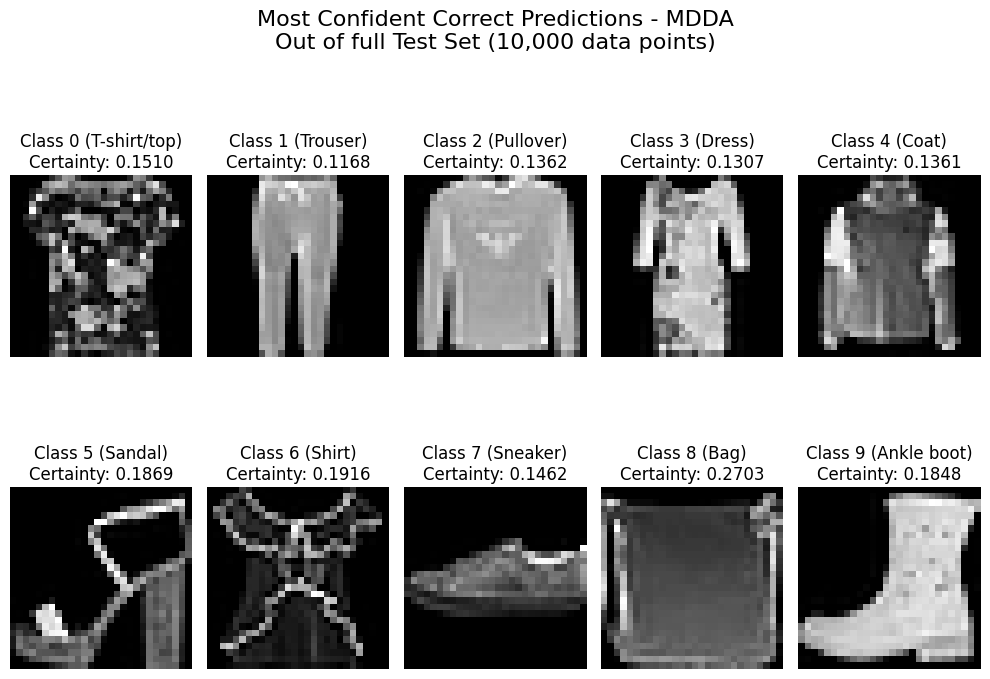 Most Confident Correct Predictions - MDDA
Out of full Test Set (10,000 data points)
Class 0 (T-shirt/top)
Certainty: 0.1510
Class 1 (Trouser)
Certainty: 0.1168
Class 2 (Pullover)
Certainty: 0.1362
Class 3 (Dress)
Certainty: 0.1307
Class 4 (Coat)
Certainty: 0.1361
Class 5 (Sandal)
Certainty: 0.1869
Class 6 (Shirt)
Certainty: 0.1916
Class 7 (Sneaker)
Certainty: 0.1462
Class 8 (Bag)
Certainty: 0.2703
Class 9 (Ankle boot)
Certainty: 0.1848